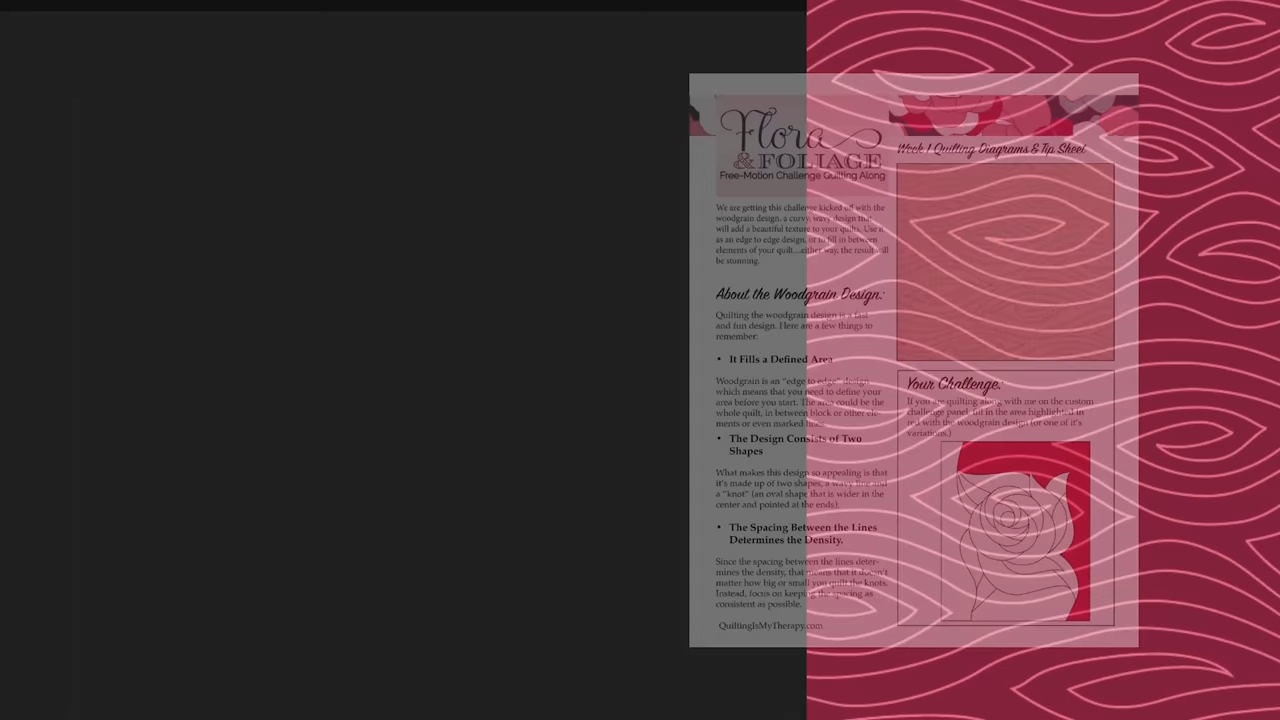 Flora
& FOLIAGE
Free-Motion Challenge Quilting Along
We are getting this challenge kicked off with the
woodgrain design, a curvy, wavy design that
will add a beautiful texture to your quilts. Use it
as an edge to edge design, or to fill in between
elements of your quilt....either way, the result will
be stunning.
About the Woodgrain Design:
Quilting the woodgrain design is a fast
and fun design. Here are a few things to
remember:
• It Fills a Defined Area
Woodgrain is an "edge to edge" design
which means that you need to define your
area before you start. The area could be the
whole quilt, in between block or other ele-
ments or even marked lines.
• The Design Consists of Two
Shapes
What makes this design so appealing is that
it's made up of two shapes, a wavy line and
a "knot" (an oval shape that is wider in the
center and pointed at the ends)
• The Spacing Between the Lines
Determines the Density.
Since the spacing between the lines deter-
mines the density, that means that it doesn't
matter how big or small you quilt the knots.
Instead, focus on keeping the spacing as
consistent as possible.
QuiltingIsMyTherapy.com
Week 1 Quilting Diagrams & Tip Sheet
Your Challenge:
If you are quilting along with me on the custom
challenge panel, fill in the area highlighted in
red with the woodgrain design (or one of it's
variations.)